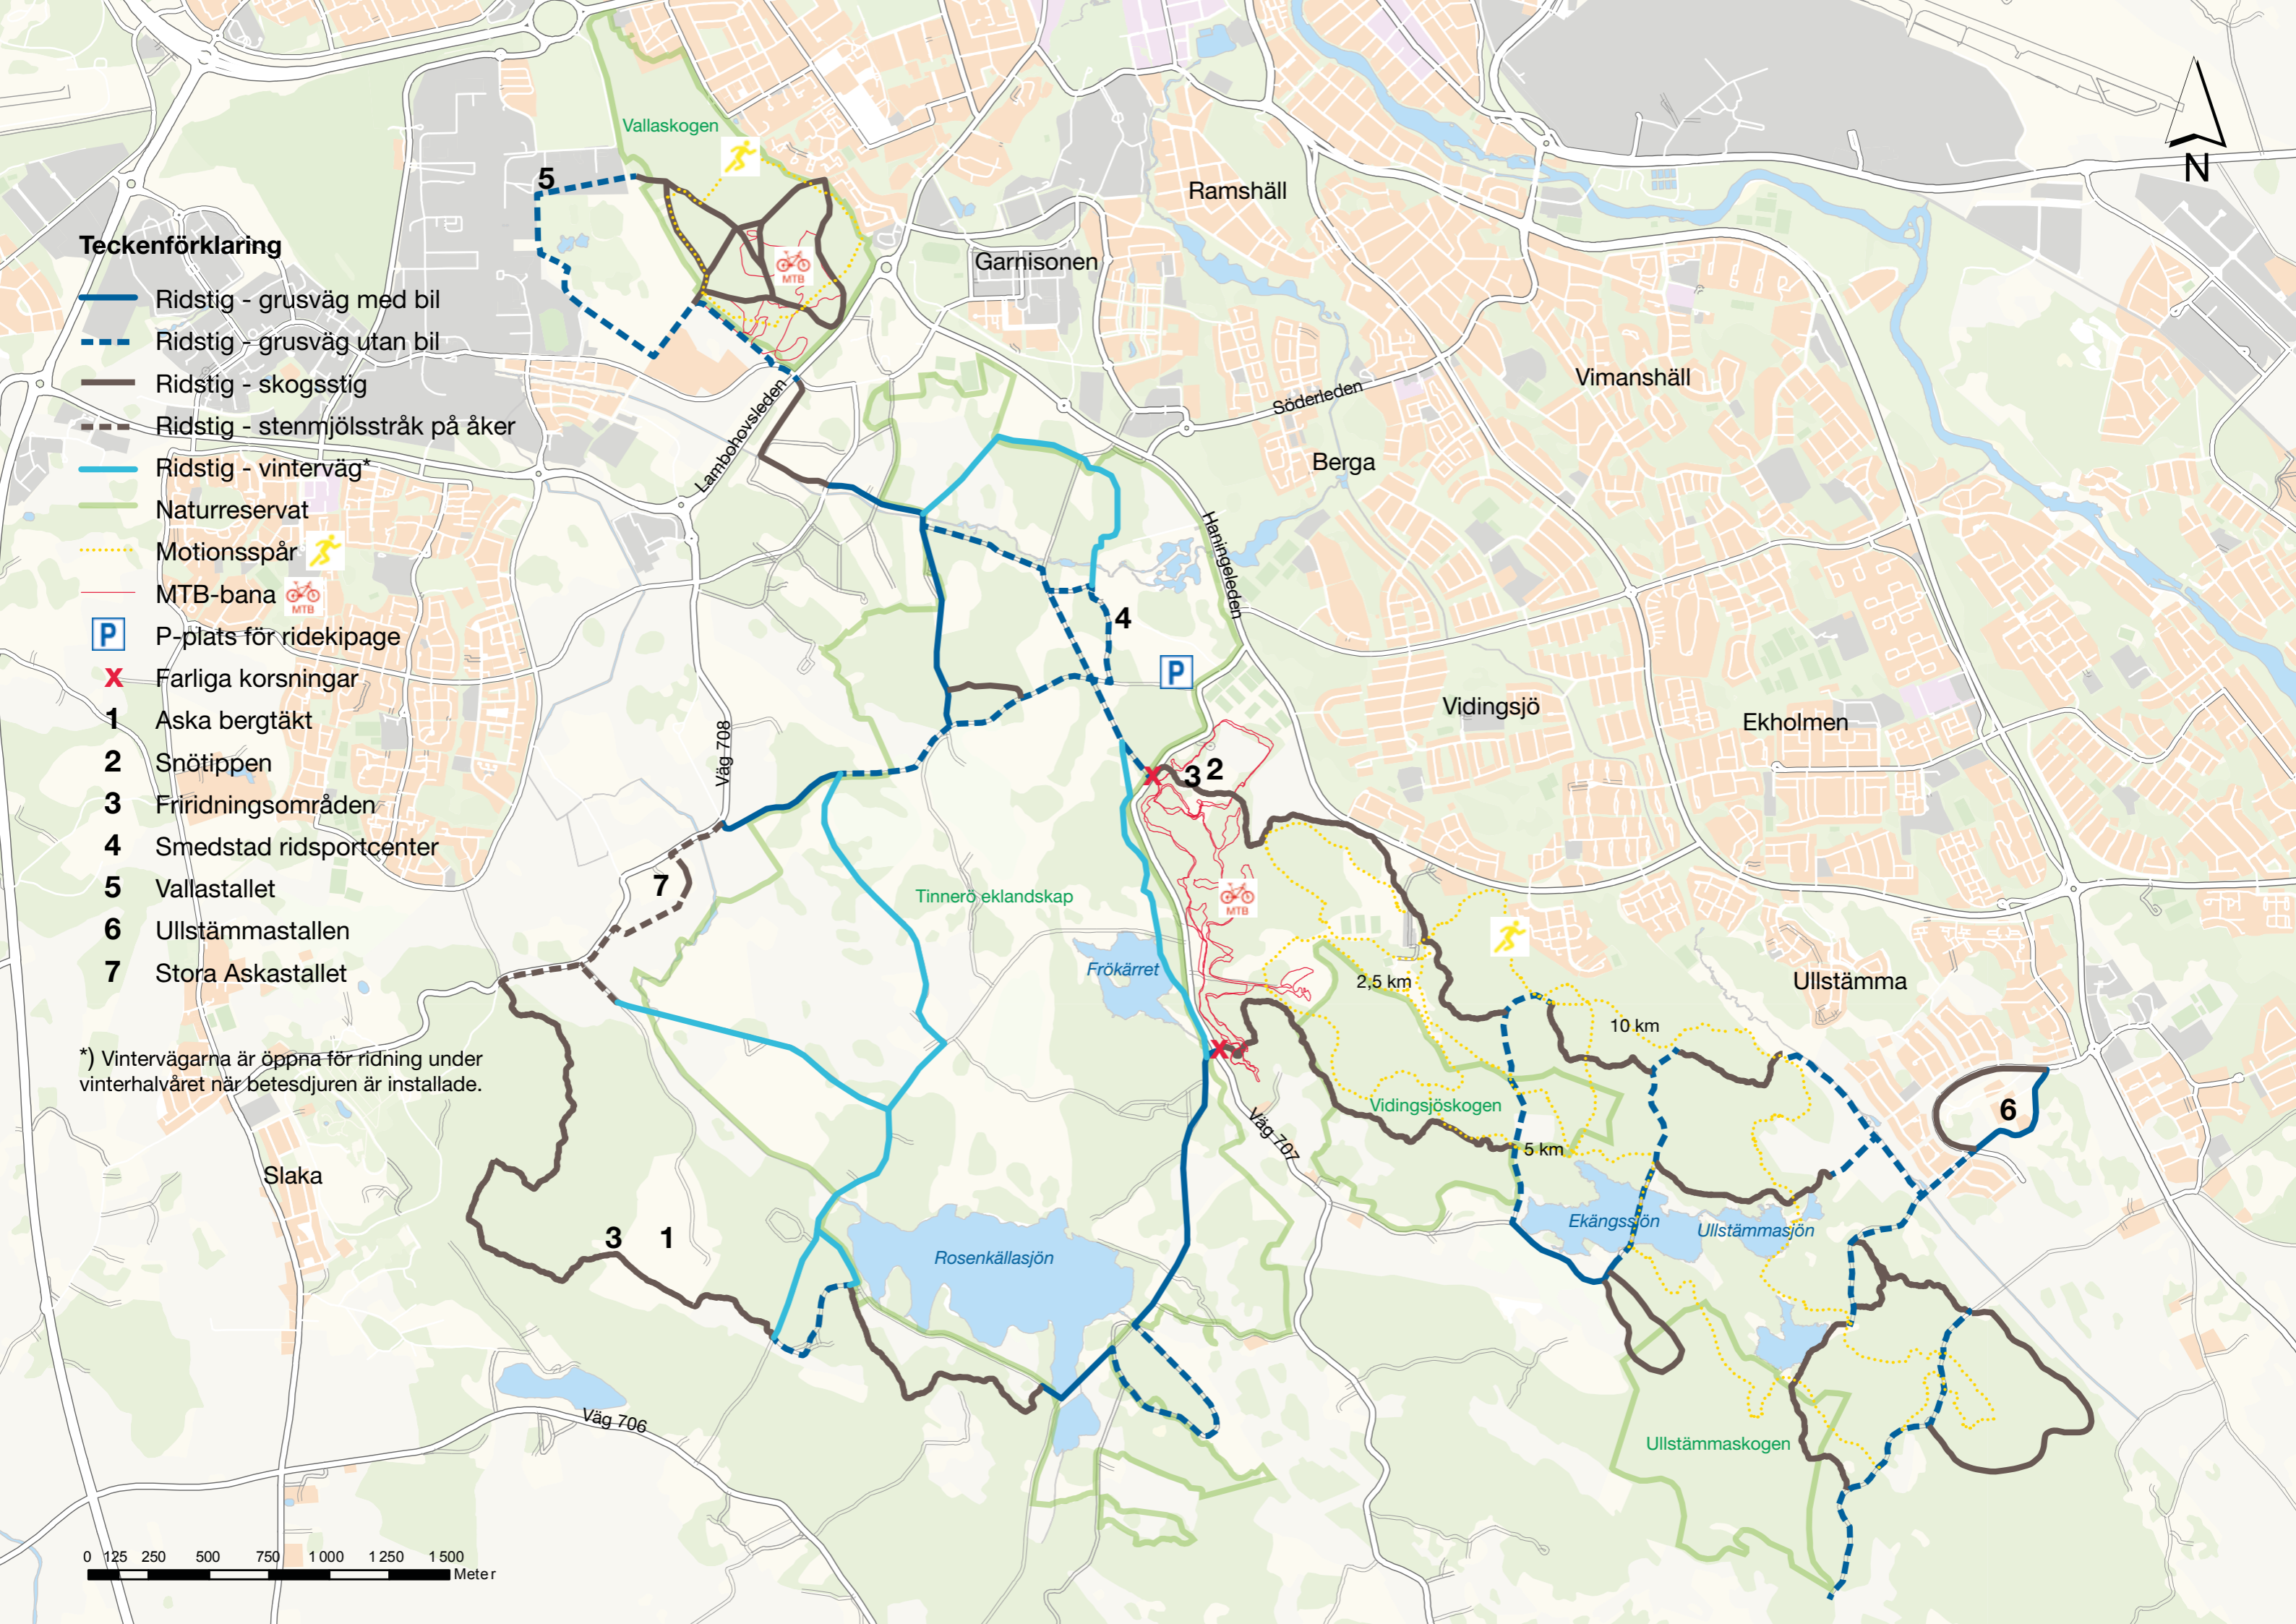 Vallaskogen
5
MTB
Ramshäll
Garnisonen
N
Teckenförklaring
Ridstig - grusväg med bil
Ridstig - grusväg utan bil
Ridstig - skogsstig
Ridstig - stenmjölsstråk på åker
Ridstig - vinterväg*
Naturreservat
Motionsspår
MTB-bana
MTB
P
P-plats för ridekipage
x
Farliga korsningar
1
Aska bergtäkt
2
Snötippen
3
Friridningsområden
4
Smedstad ridsportcenter
5
Vallastallet
6
Ullstämmastallen
7
Stora Askastallet
*) Vintervägarna är öppna för ridning under
vinterhalvåret när betesdjuren är installade.
Lambohovsleden
Söderleden
Vimanshäll
Berga
Haningeleden
4
P
Vidingsjö
Ekholmen
Väg 708
x
3
2
7
Tinnerö eklandskap
MTB
Frökärret
2,5 km
Ullstämma
10 km
x
Vidingsjöskogen
6
Väg 707
5 km
Slaka
3
1
Rosenkällasjön
Ekängssjön
Ullstämmasjön
Väg 706
Ullstämmaskogen
0 125 250 500 750 1 000 1 250 1 500
Meter